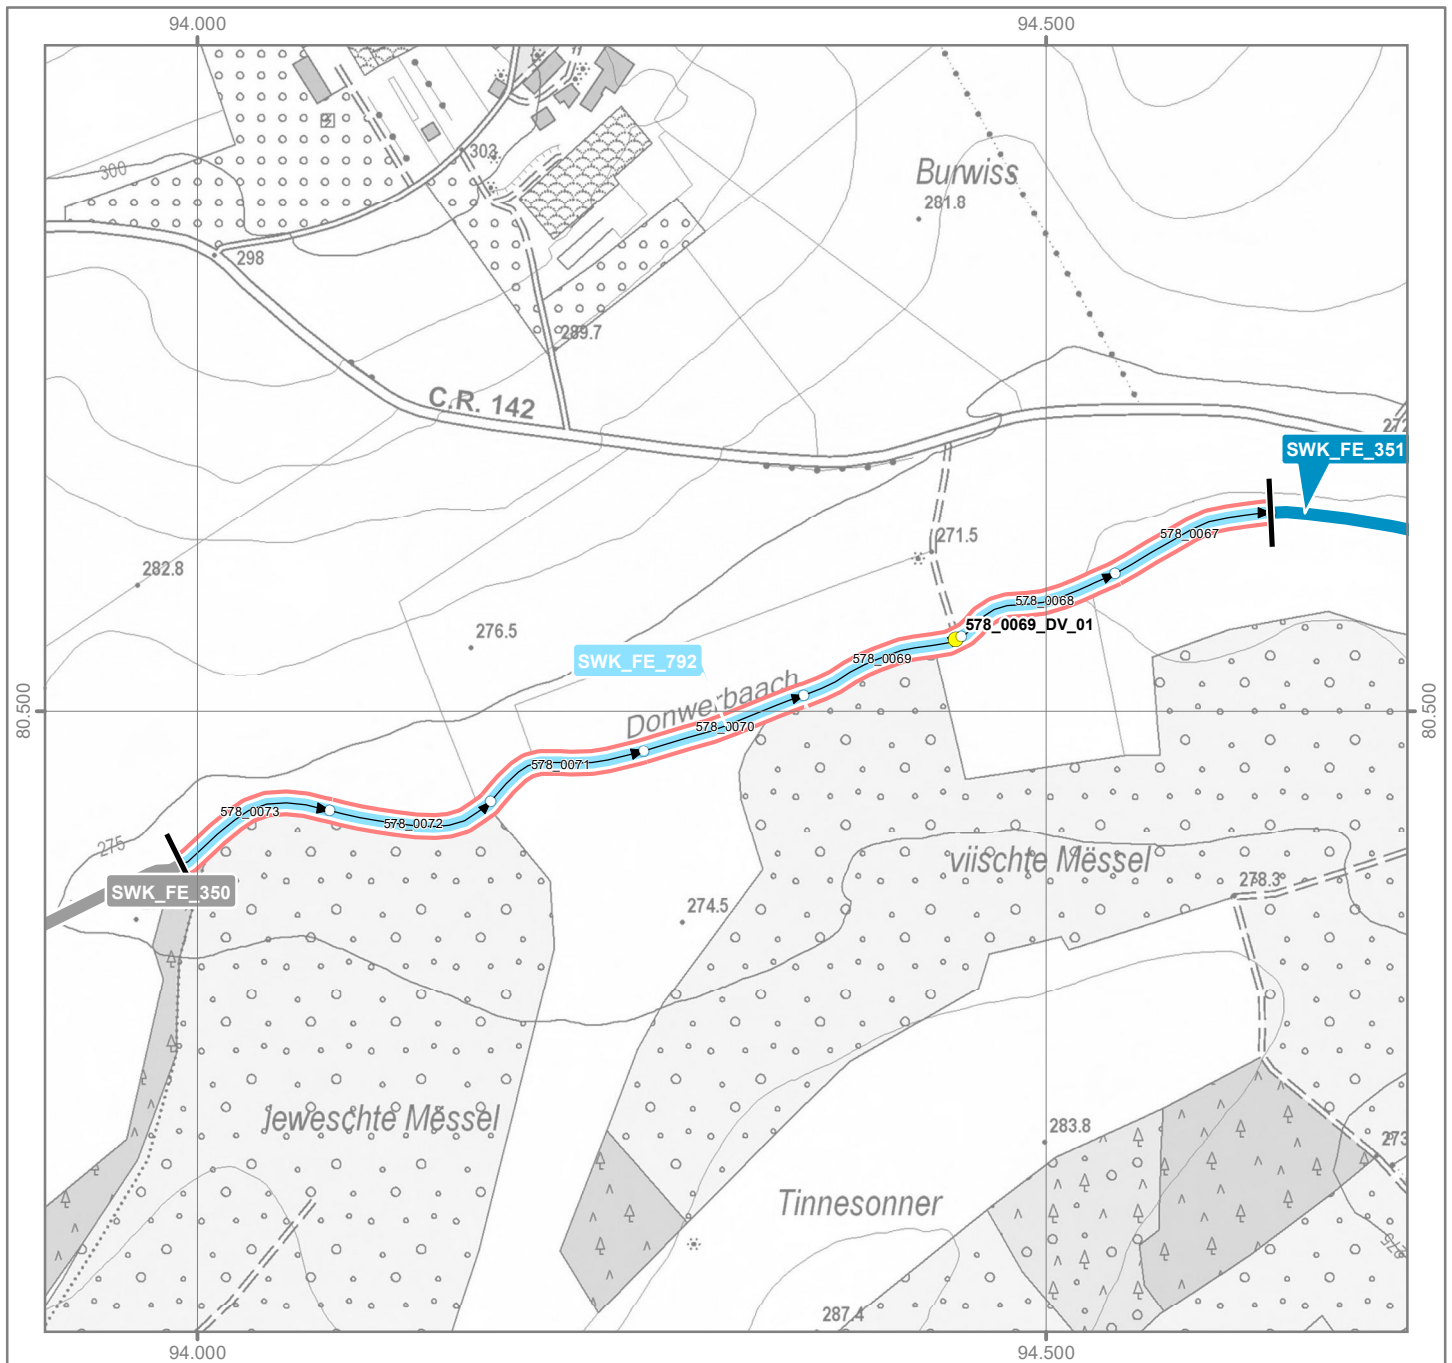 94.000
94.500
303
300
Burwiss
281.8
298
289.7
C.R. 142
272
SWK_FE_351
271.5
578_0067
282.8
578_0068
578_0069_DV_01
276.5
SWK_FE_792
578_0069
80.500
80.500
Donwerbaach
578_0070
578_0071
578_0073
578_0072
275
viischte Mëssel
SWK_FE_350
278.3
274.5
ieweschte Mëssel
283.8
273
Tinnesonner
275
287.4
94.000
94.500